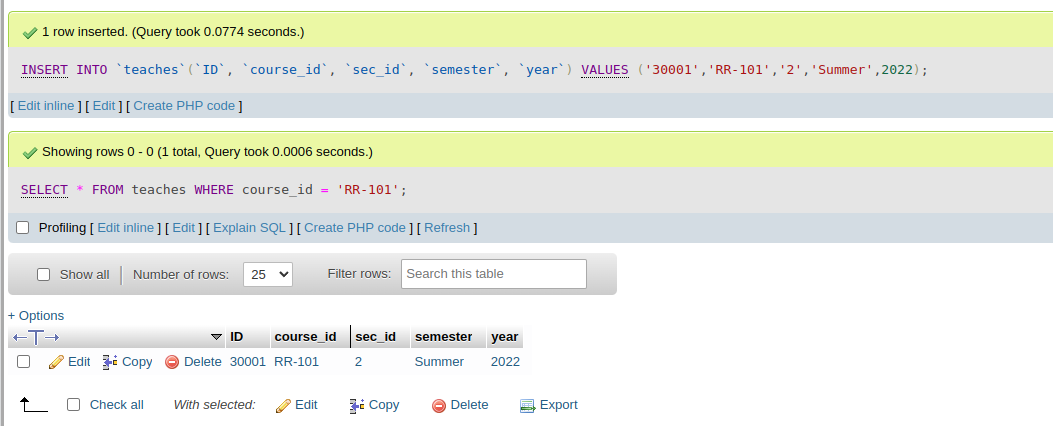 1 row inserted. (Query took 0.0774 seconds.)
INSERT INTO `teaches`(`ID`, `course_id`, `sec_id`, `semester`, `year`) VALUES ('30001','RR-101','2','Summer',2022);
[ Edit inline ] [ Edit ] [ Create PHP code ]
Showing rows 0 - 0 (1 total, Query took 0.0006 seconds.)
SELECT * FROM teaches WHERE course_id = 'RR-101';
Profiling [ Edit inline ] [ Edit ] [ Explain SQL ] [ Create PHP code ] [ Refresh ]
Show all Number of rows: 25 Filter rows: Search this table
+ Options
ID course_id sec_id semester year
Edit Copy Delete 30001 RR-101 2 Summer 2022
Check all With selected: Edit Copy Delete Export